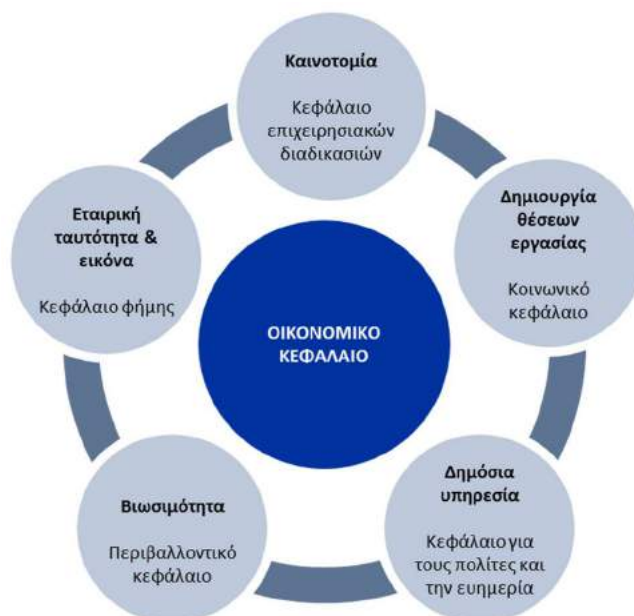 Καινοτομία
Κεφάλαιο
επιχειρησιακών
διαδικασιών
Δημιουργία
θέσεων
εργασίας
Κοινωνικό
κεφάλαιο
Δημόσια
υπηρεσία
Κεφάλαιο για
τους πολίτες και
την ευημερία
Βιωσιμότητα
Περιβαλλοντικό
κεφάλαιο
Εταιρική
ταυτότητα &
εικόνα
Κεφάλαιο φήμης
ΟΙΚΟΝΟΜΙΚΟ
ΚΕΦΑΛΑΙΟ